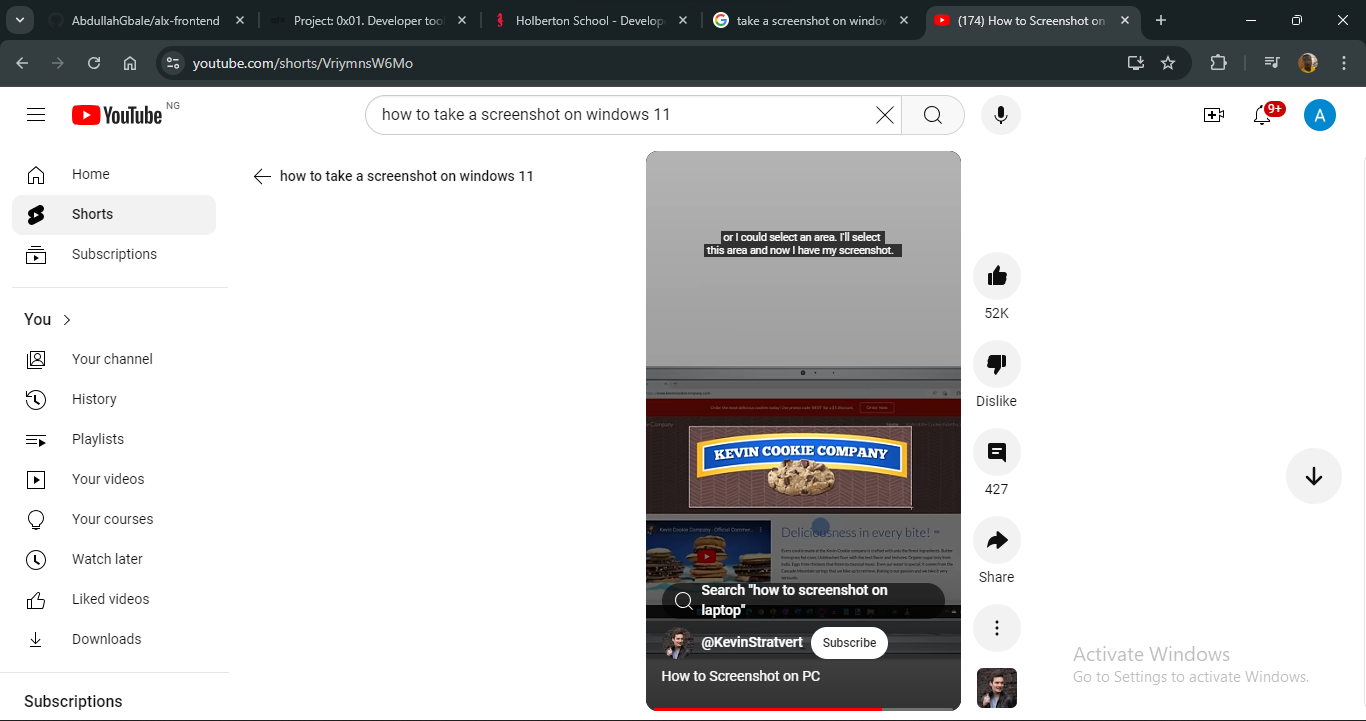 AbdullahGbale/alx-frontend
Project: 0x01. Developer tool
Holberton School - Develop
take a screenshot on window
(174) How to Screenshot on
youtube.com/shorts/VriymnsW6Mo
YouTube NG
how to take a screenshot on windows 11
9+
A
Home
Shorts
Subscriptions
You
Your channel
History
Playlists
Your videos
Your courses
Watch later
Liked videos
Downloads
Subscriptions
how to take a screenshot on windows 11
or I could select an area. I'll select
this area and now I have my screenshot.
KEVIN COOKIE COMPANY
Deliciousness in every bite!
Search "how to screenshot on
laptop"
@KevinStratvert
Subscribe
How to Screenshot on PC
52K
Dislike
427
Share
Activate Windows
Go to Settings to activate Windows.